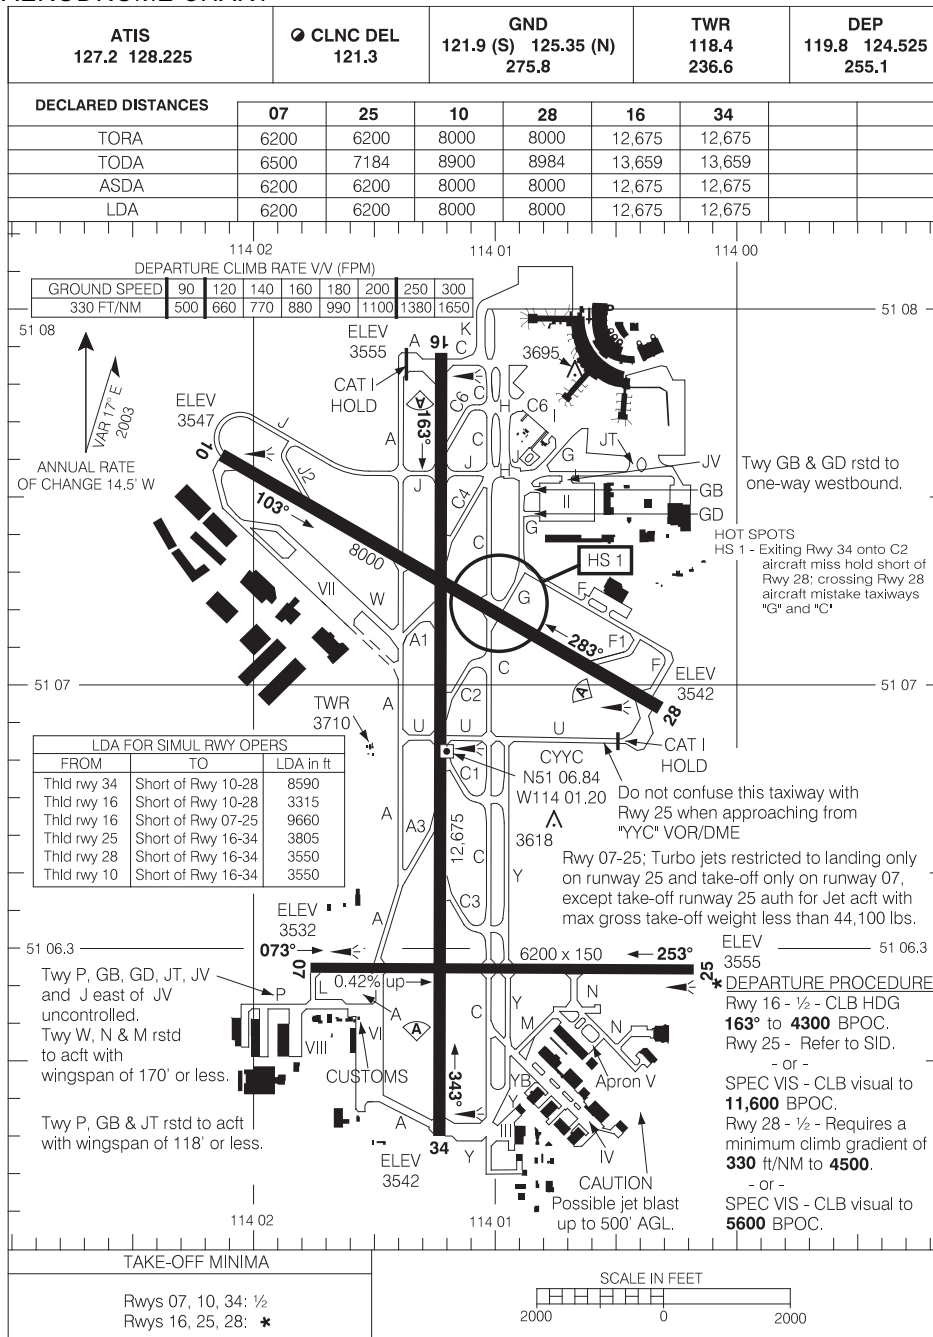 ATIS
127.2 128.225
CLNC DEL
121.3
GND
121.9 (S) 125.35 (N)
275.8
TWR
118.4
236.6
DEP
119.8 124.525
255.1
DECLARED DISTANCES 07 25 10 28 16 34
TORA 6200 6200 8000 8000 12,675 12,675
TODA 6500 7184 8900 8984 13,659 13,659
ASDA 6200 6200 8000 8000 12,675 12,675
LDA 6200 6200 8000 8000 12,675 12,675
114 02 114 01 114 00
DEPARTURE CLIMB RATE V/V (FPM)
GROUND SPEED 90 120 140 160 180 200 250 300
330 FT/NM 500 660 770 880 990 1100 1380 1650
51 08
51 08
VAR 17° E
2003
ANNUAL RATE
OF CHANGE 14.5' W
ELEV
3555
A
16
K
C
CAT I
HOLD
A
163°
C6
C
H
C6
I
3695
ELEV
3547
10
J
J2
A
J
J
C
J
H
G
JT
JV
GB
GD
II
G
C4
C
Twy GB & GD rstd to
one-way westbound.
103°
8000
VII
W
HS 1
HOT SPOTS
HS 1 - Exiting Rwy 34 onto C2
aircraft miss hold short of
Rwy 28; crossing Rwy 28
aircraft mistake taxiways
"G" and "C"
G
F
283°
F1
F
A1
C
ELEV
3542
28
A
51 07
51 07
TWR
3710
A
C2
U
U
U
CAT I
HOLD
CYYC
N51 06.84
W114 01.20
C1
3618
Do not confuse this taxiway with
Rwy 25 when approaching from
"YYC" VOR/DME
LDA FOR SIMUL RWY OPERS
FROM TO LDA in ft
Thld rwy 34 Short of Rwy 10-28 8590
Thld rwy 16 Short of Rwy 10-28 3315
Thld rwy 16 Short of Rwy 07-25 9660
Thld rwy 25 Short of Rwy 16-34 3805
Thld rwy 28 Short of Rwy 16-34 3550
Thld rwy 10 Short of Rwy 16-34 3550
A
A3
12,675
C
Y
C3
A
Rwy 07-25; Turbo jets restricted to landing only
on runway 25 and take-off only on runway 07,
except take-off runway 25 auth for Jet acft with
max gross take-off weight less than 44,100 lbs.
ELEV
3532
51 06.3
51 06.3
073°
07
6200 x 150
253°
25
ELEV
3555
0.42% up
Twy P, GB, GD, JT, JV
and J east of JV
uncontrolled.
Twy W, N & M rstd
to acft with
wingspan of 170' or less.
Twy P, GB & JT rstd to acft
with wingspan of 118' or less.
P
L
A
A
VI
VIII
CUSTOMS
C
Y
M
N
N
YB
Y
Apron V
III
IV
343°
A
34
Y
ELEV
3542
CAUTION
Possible jet blast
up to 500' AGL.
* DEPARTURE PROCEDURE
Rwy 16 - ½ - CLB HDG
163° to 4300 BPOC.
Rwy 25 - Refer to SID.
- or -
SPEC VIS - CLB visual to
11,600 BPOC.
Rwy 28 - ½ - Requires a
minimum climb gradient of
330 ft/NM to 4500.
- or -
SPEC VIS - CLB visual to
5600 BPOC.
114 02 114 01
TAKE-OFF MINIMA
Rwys 07, 10, 34: ½
Rwys 16, 25, 28: *
SCALE IN FEET
2000 0 2000